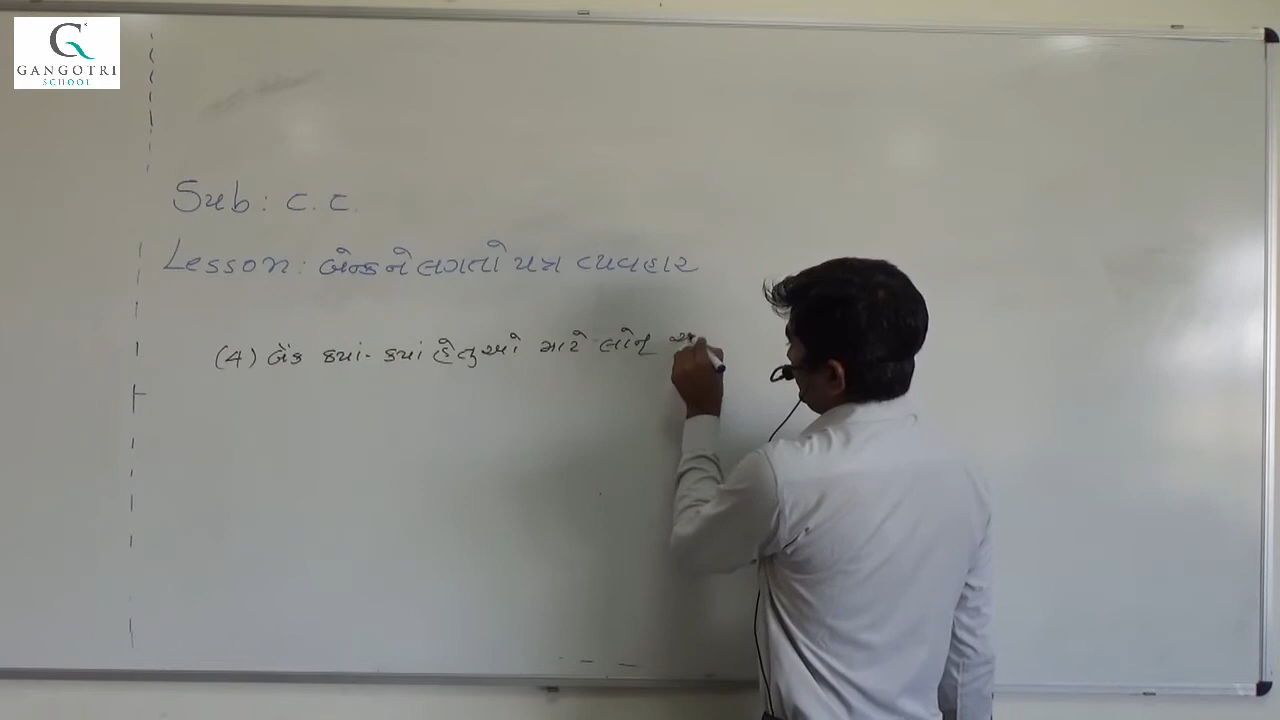 GANGOTRI
SCHOOL
Sub: C.C.
Lesson: બેન્કને લગતો પત્ર વ્યવહાર
(4) બેંક કયાં-કયાં હેતુઓ માટે લોન